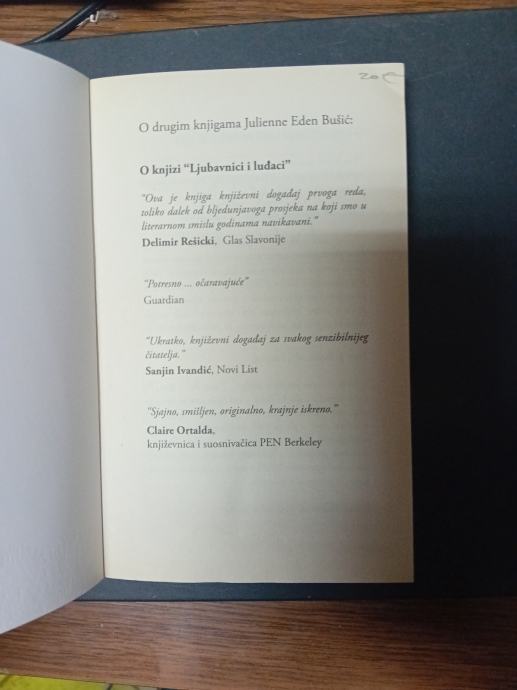 20€
O drugim knjigama Julienne Eden Bušić:
O knjizi "Ljubavnici i luđaci"
"Ova je knjiga književni događaj prvoga reda,
toliko dalek od bljedunjavoga prosjeka na koji smo u
literarnom smislu godinama navikavani."
Delimir Rešicki, Glas Slavonije
"Potresno ... očaravajuće"
Guardian
"Ukratko, književni događaj za svakog senzibilnijeg
čitatelja."
Sanjin Ivandić, Novi List
"Sjajno, smišljen, originalno, krajnje iskreno."
Claire Ortalda,
književnica i suosnivačica PEN Berkeley